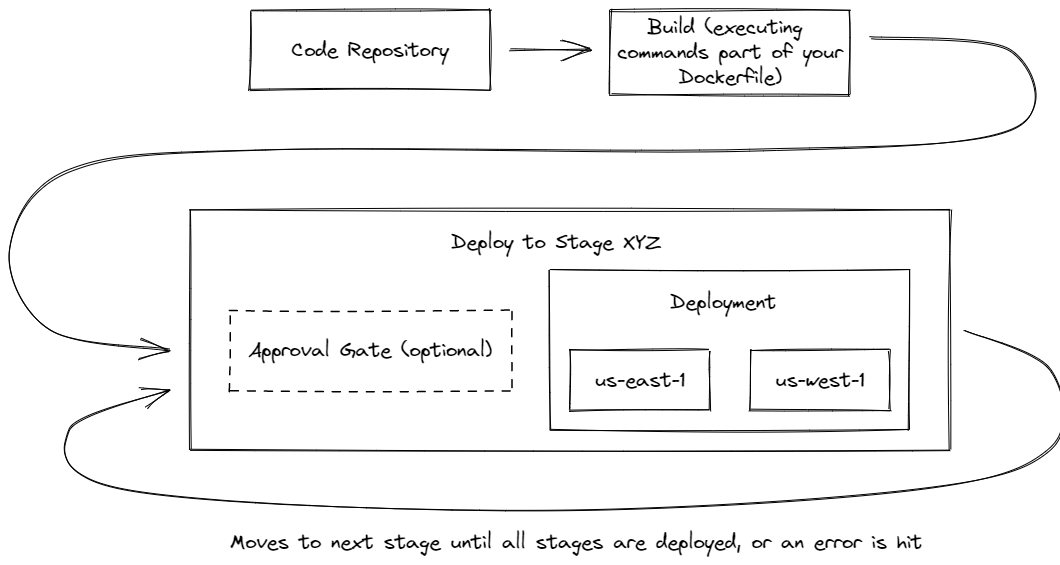 Code Repository
Build (executing
commands part of your
Dockerfile)
Deploy to Stage XYZ
Deployment
Approval Gate (optional)
us-east-1
us-west-1
Moves to next stage until all stages are deployed, or an error is hit